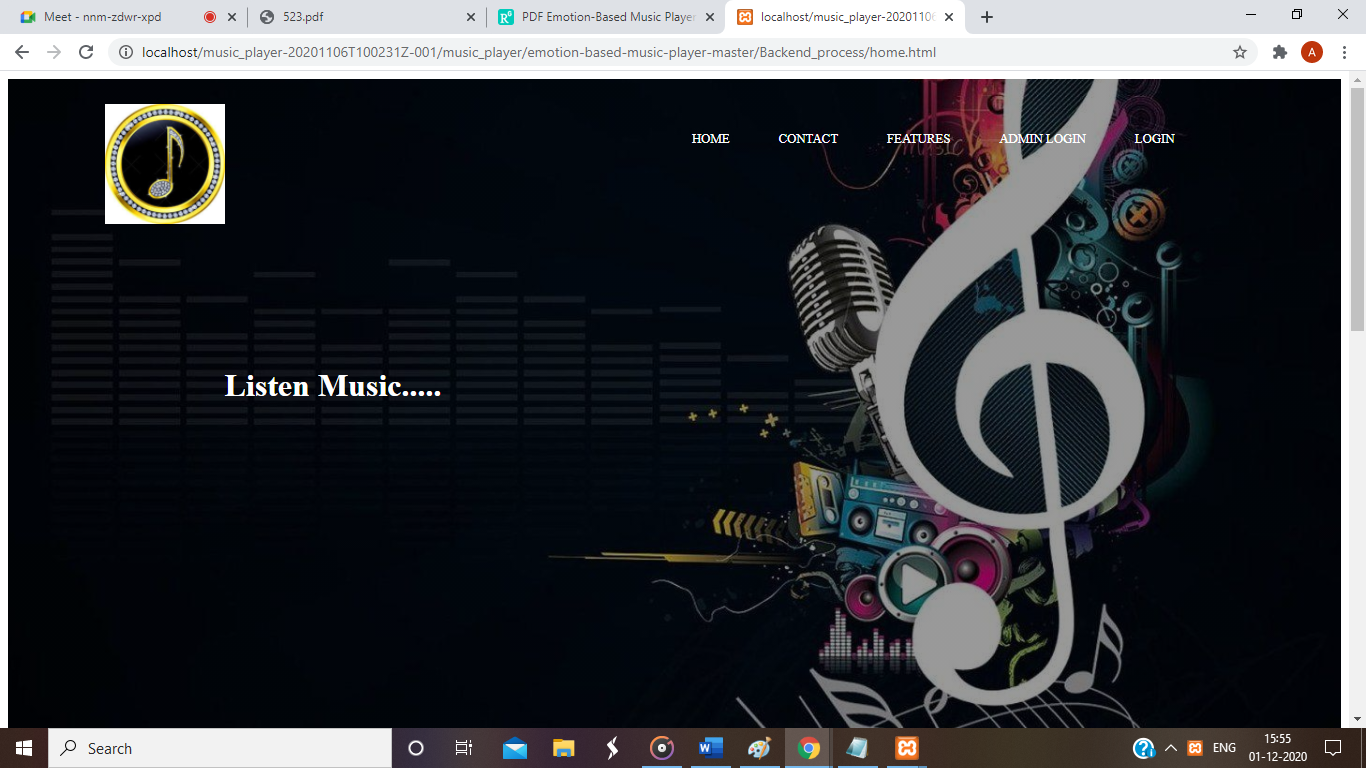 Meet - nnm-zdwr-xpd
523.pdf
PDF Emotion-Based Music Player
localhost/music_player-20201106
localhost/music_player-20201106T100231Z-001/music_player/emotion-based-music-player-master/Backend_process/home.html
A
HOME CONTACT FEATURES ADMIN LOGIN LOGIN
MUSIC
Listen Music.....
Search
ENG
15:55
01-12-2020